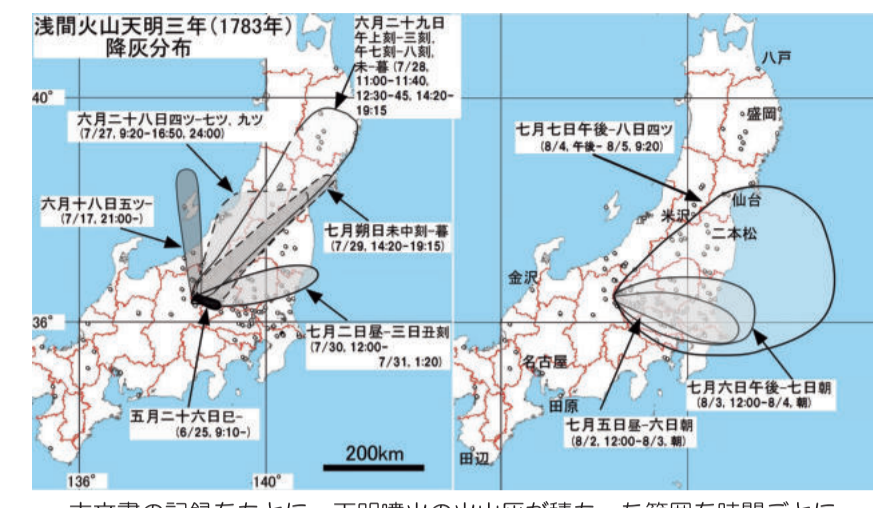 浅間火山天明三年(1783年)
降灰分布
六月二十九日
午上刻-三刻,
午七刻-八刻,
未-暮 (7/28,
11:00-11:40,
12:30-45, 14:20-
19:15
40°
六月二十八日四ツ-七ツ, 九ツ
(7/27, 9:20-16:50, 24:00)
六月十八日五ツ-
(7/17, 21:00-)
七月朔日未中刻-暮
(7/29, 14:20-19:15)
36°
七月二日昼-三日丑刻
(7/30, 12:00-
7/31, 1:20)
五月二十六日巳-
(6/25, 9:10-)
200km
136°
140°
八戸
盛岡
七月七日午後-八日四ツ
(8/4, 午後- 8/5, 9:20)
仙台
米沢
二本松
金沢
名古屋
田原
田辺
七月六日午後-七日朝
(8/3, 12:00-8/4, 朝)
七月五日昼-六日朝
(8/2, 12:00-8/3, 朝)